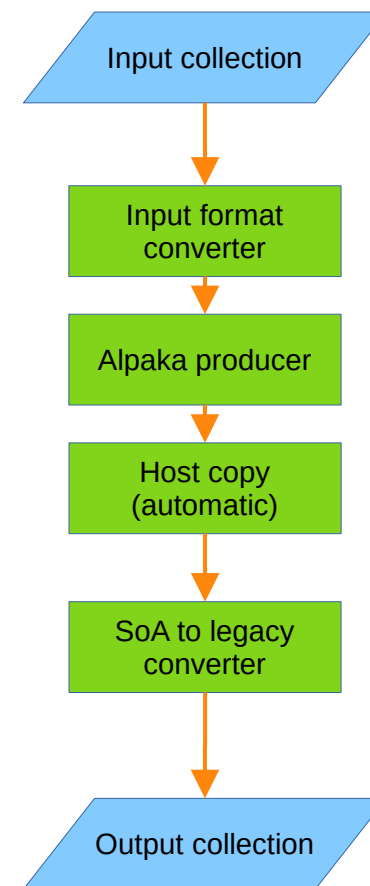 Input collection
Input format
converter
Alpaka producer
Host copy
(automatic)
SoA to legacy
converter
Output collection